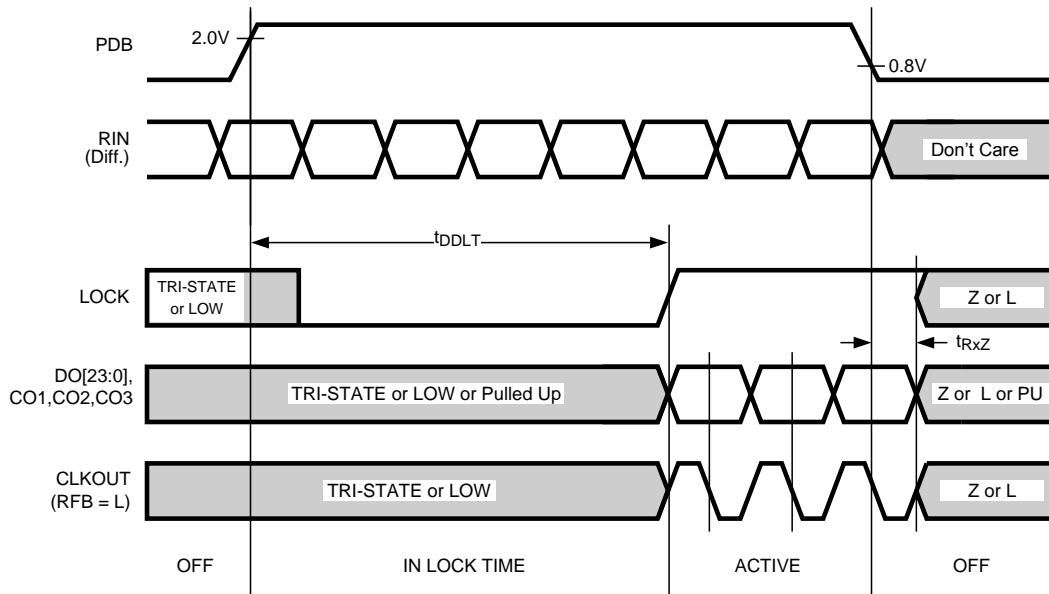 PDB
2.0V
0.8V
RIN
(Diff.)
Don't Care
tDDLT
LOCK
TRI-STATE
or LOW
Z or L
tRxZ
DO[23:0],
CO1,CO2,CO3
TRI-STATE or LOW or Pulled Up
Z or L or PU
CLKOUT
(RFB = L)
TRI-STATE or LOW
Z or L
OFF
IN LOCK TIME
ACTIVE
OFF